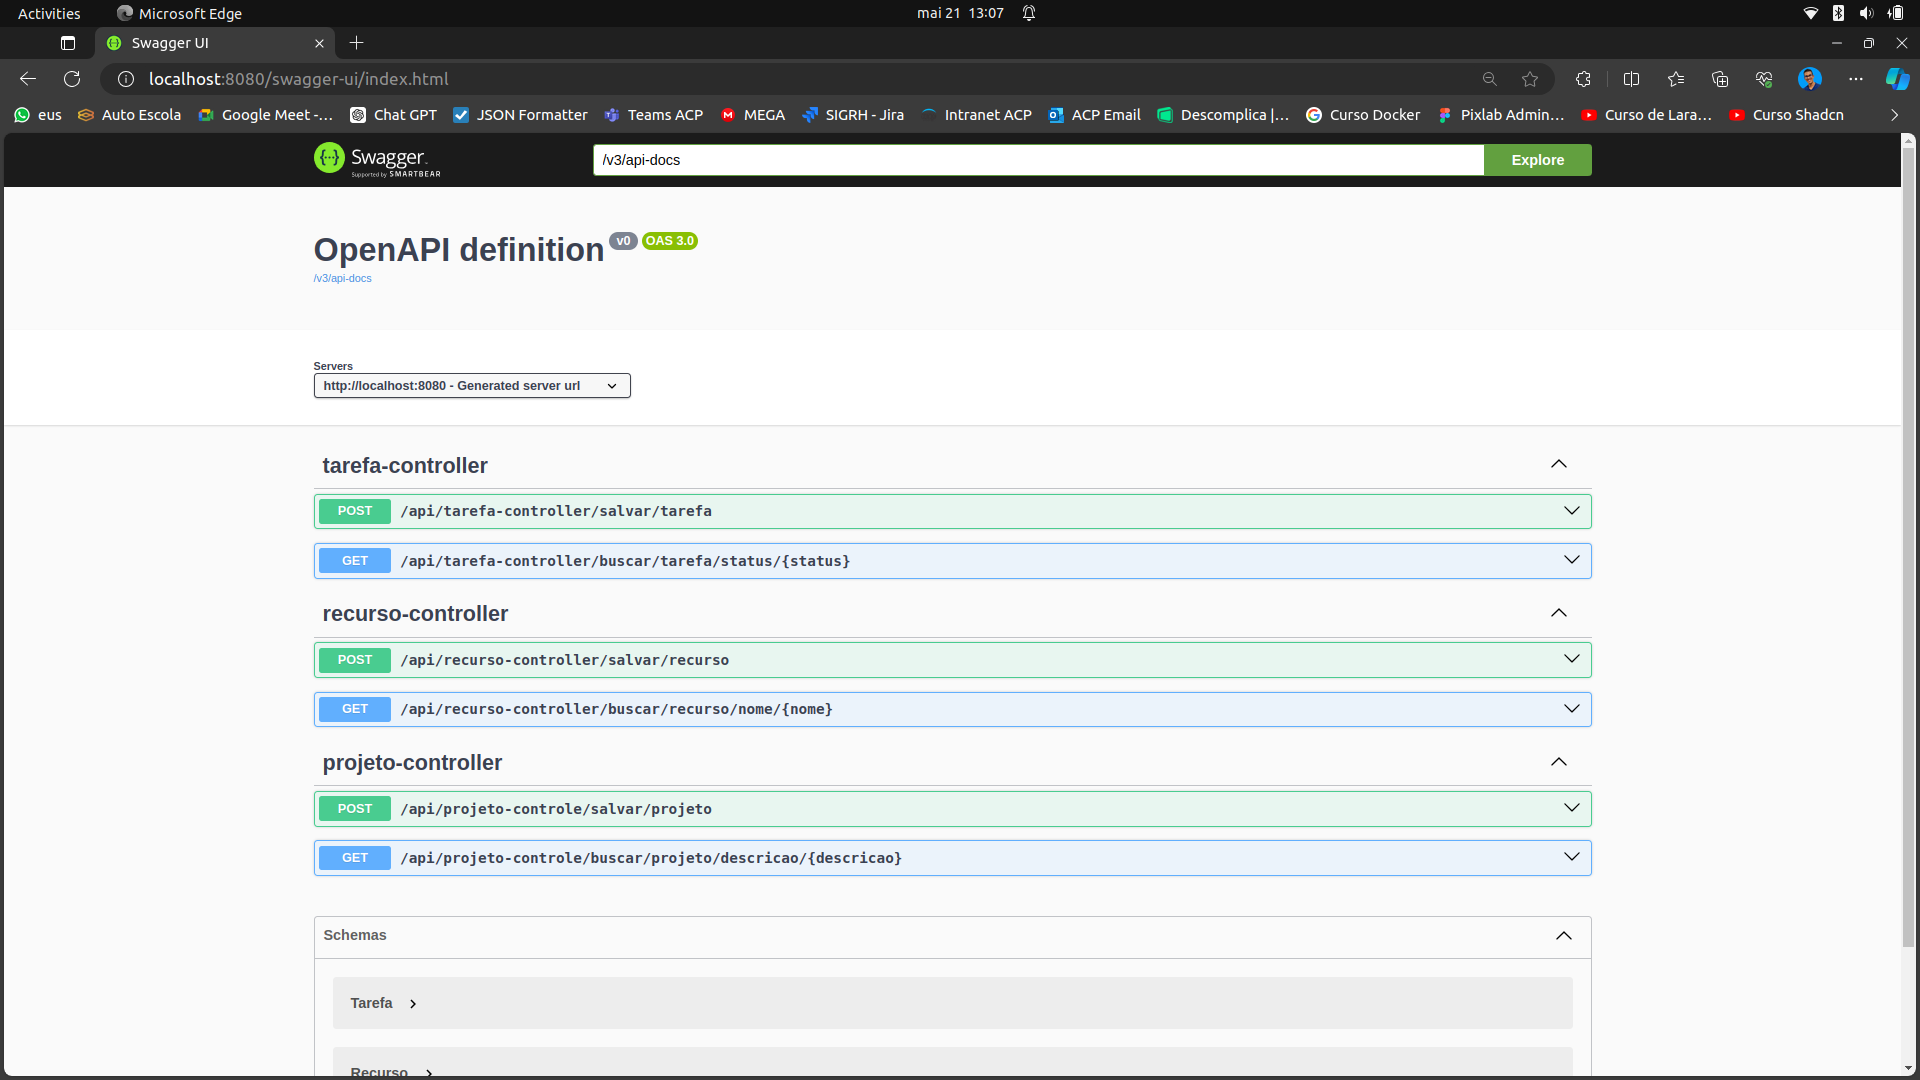 Activities Microsoft Edge mai 21 13:07
Swagger UI
localhost:8080/swagger-ui/index.html
eus Auto Escola Google Meet -... Chat GPT JSON Formatter Teams ACP MEGA SIGRH - Jira Intranet ACP ACP Email Descomplica |... Curso Docker Pixlab Admin... Curso de Lara... Curso Shadcn
Swagger. /v3/api-docs Explore
Supported by SMARTBEAR
OpenAPI definition v0 OAS 3.0
/v3/api-docs
Servers
http://localhost:8080 - Generated server url
tarefa-controller
POST /api/tarefa-controller/salvar/tarefa
GET /api/tarefa-controller/buscar/tarefa/status/{status}
recurso-controller
POST /api/recurso-controller/salvar/recurso
GET /api/recurso-controller/buscar/recurso/nome/{nome}
projeto-controller
POST /api/projeto-controle/salvar/projeto
GET /api/projeto-controle/buscar/projeto/descricao/{descricao}
Schemas
Tarefa
Recurso